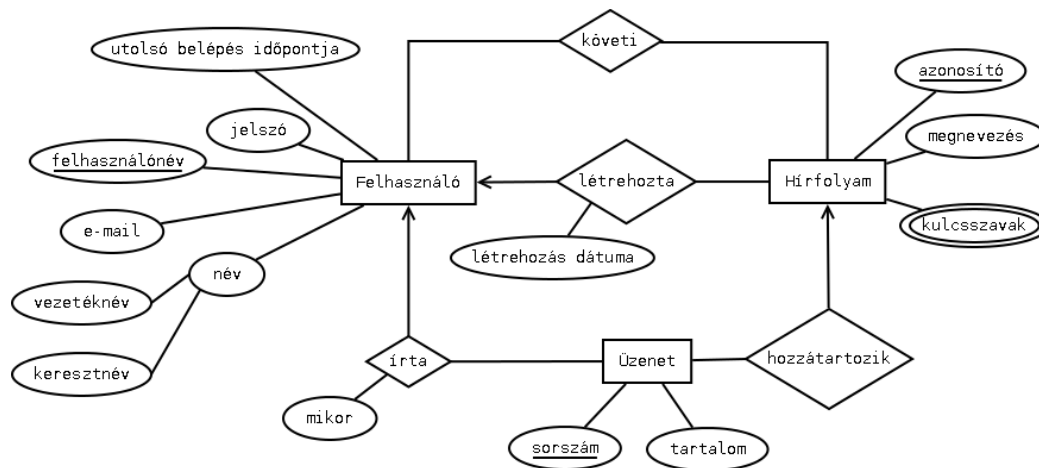 utolsó belépés időpontja
követi
azonosító
jelszó
megnevezés
felhasználónév
Felhasználó
létrehozta
Hírfolyam
e-mail
kulcsszavak
név
létrehozás dátuma
vezetéknév
keresztnév
írta
Üzenet
hozzátartozik
mikor
sorszám
tartalom